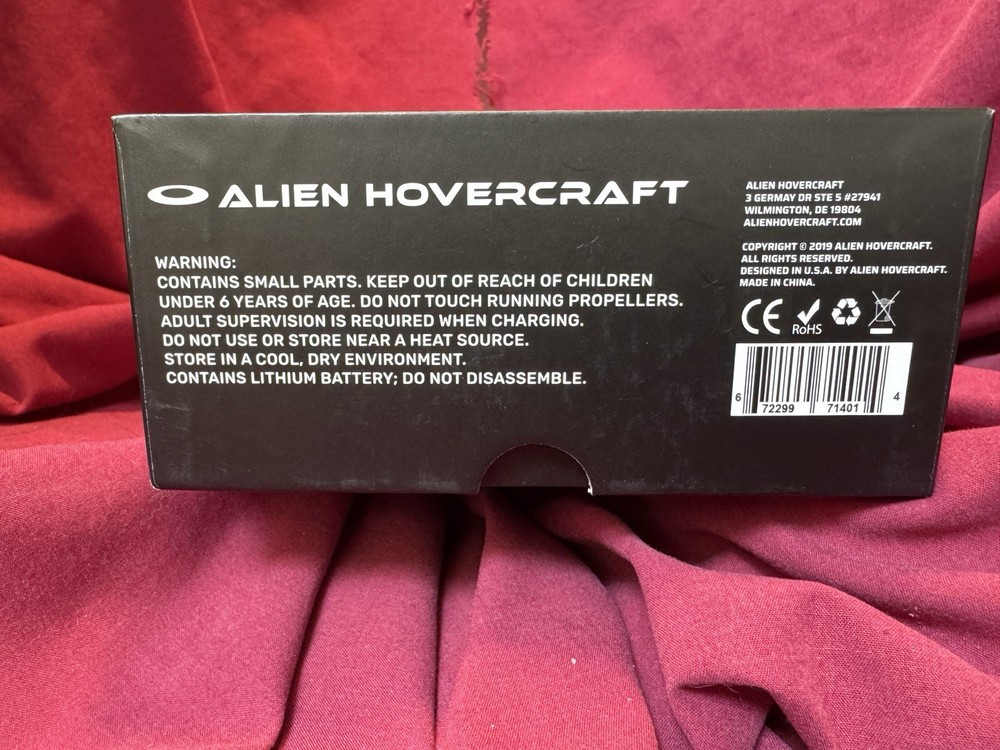 ALIEN HOVERCRAFT
WARNING:
CONTAINS SMALL PARTS. KEEP OUT OF REACH OF CHILDREN
UNDER 6 YEARS OF AGE. DO NOT TOUCH RUNNING PROPELLERS.
ADULT SUPERVISION IS REQUIRED WHEN CHARGING.
DO NOT USE OR STORE NEAR A HEAT SOURCE.
STORE IN A COOL, DRY ENVIRONMENT.
CONTAINS LITHIUM BATTERY; DO NOT DISASSEMBLE.
ALIEN HOVERCRAFT
3 GERMAY DR STE 5 #27941
WILMINGTON, DE 19804
ALIENHOVERCRAFT.COM
COPYRIGHT © 2019 ALIEN HOVERCRAFT.
ALL RIGHTS RESERVED.
DESIGNED IN U.S.A. BY ALIEN HOVERCRAFT.
MADE IN CHINA.
CE RoHS
6 72299 71401 4